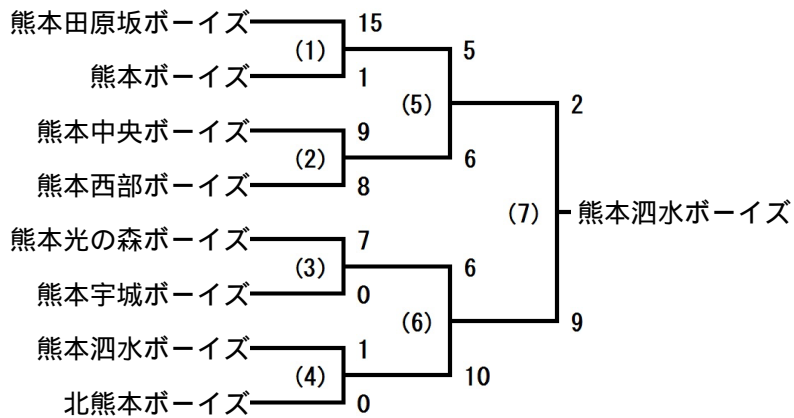 熊本田原坂ボーイズ 15
(1) 5
熊本ボーイズ 1
(5) 2
熊本中央ボーイズ 9
(2) 6
熊本西部ボーイズ 8
(7) 熊本泗水ボーイズ
熊本光の森ボーイズ 7
(3) 6
熊本宇城ボーイズ 0
(6) 9
熊本泗水ボーイズ 1
(4) 10
北熊本ボーイズ 0